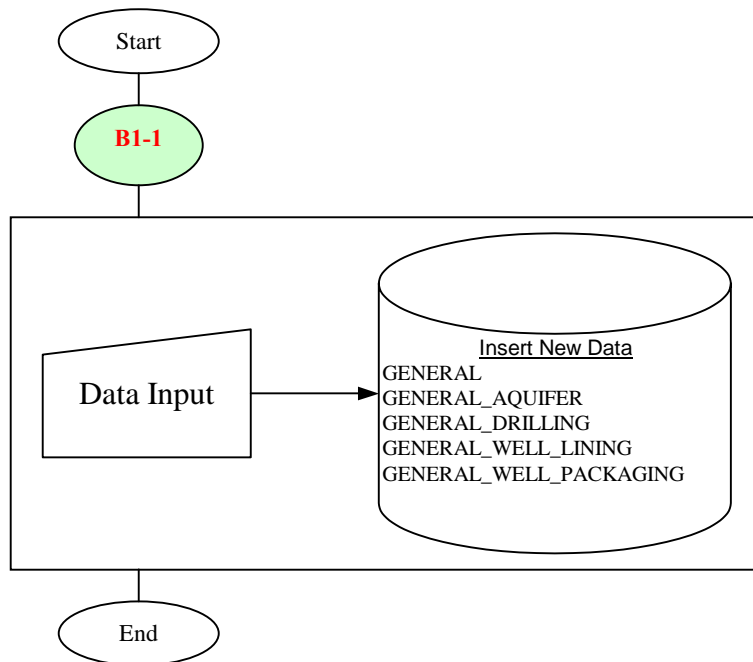 Start
B1-1
Data Input
Insert New Data
GENERAL
GENERAL_AQUIFER
GENERAL_DRILLING
GENERAL_WELL_LINING
GENERAL_WELL_PACKAGING
End